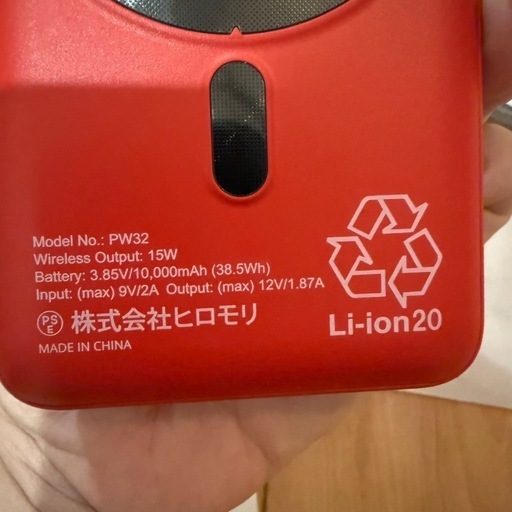 Model No.: PW32
Wireless Output: 15W
Battery: 3.85V/10,000mAh (38.5Wh)
Input: (max) 9V/2A Output: (max) 12V/1.87A
PSE 株式会社ヒロモリ
MADE IN CHINA
Li-ion20